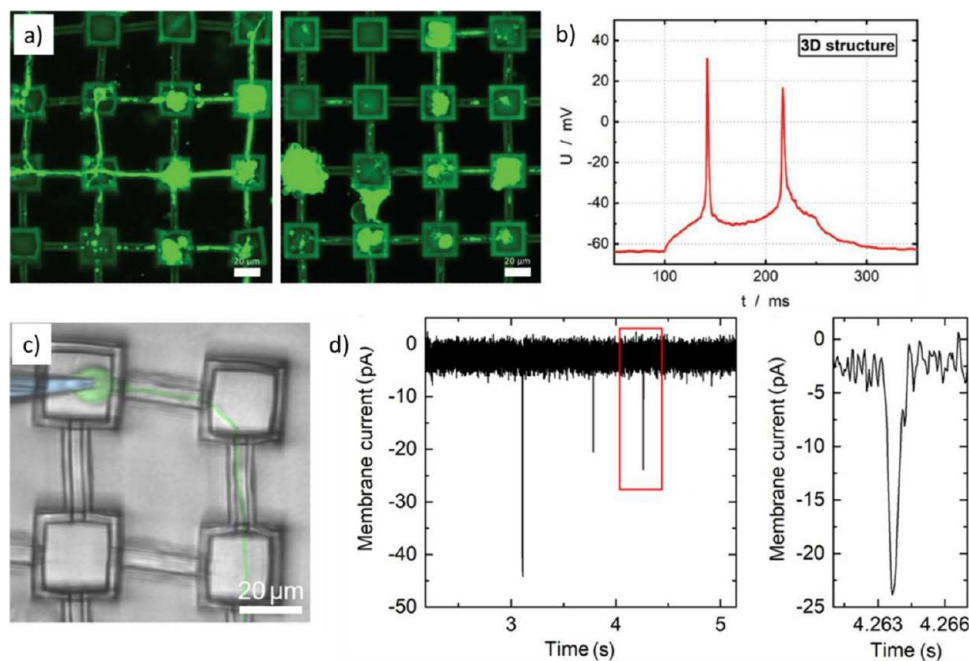 a)
20 µm
20 µm
b)
3D structure
40
20
0
-20
-40
-60
U / mV
100
200
300
t / ms
c)
20 µm
d)
0
-10
-20
-30
-40
-50
Membrane current (pA)
3
4
5
Time (s)
0
-5
-10
-15
-20
-25
Membrane current (pA)
4.263
4.266
Time (s)